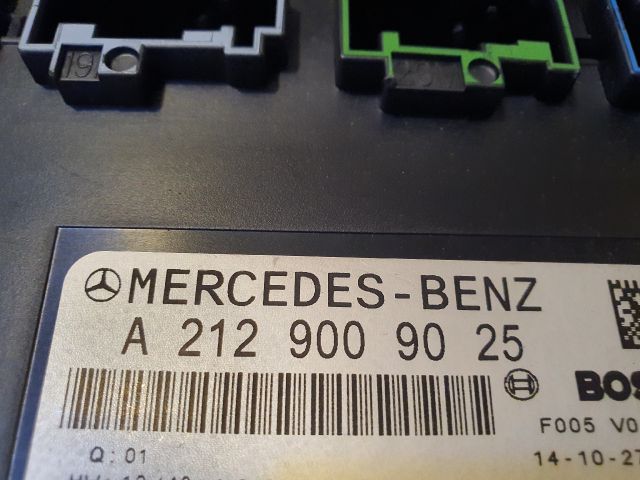 19
MERCEDES-BENZ
A 212 900 90 25
BOS
F005 V0
Q: 01
14-10-27